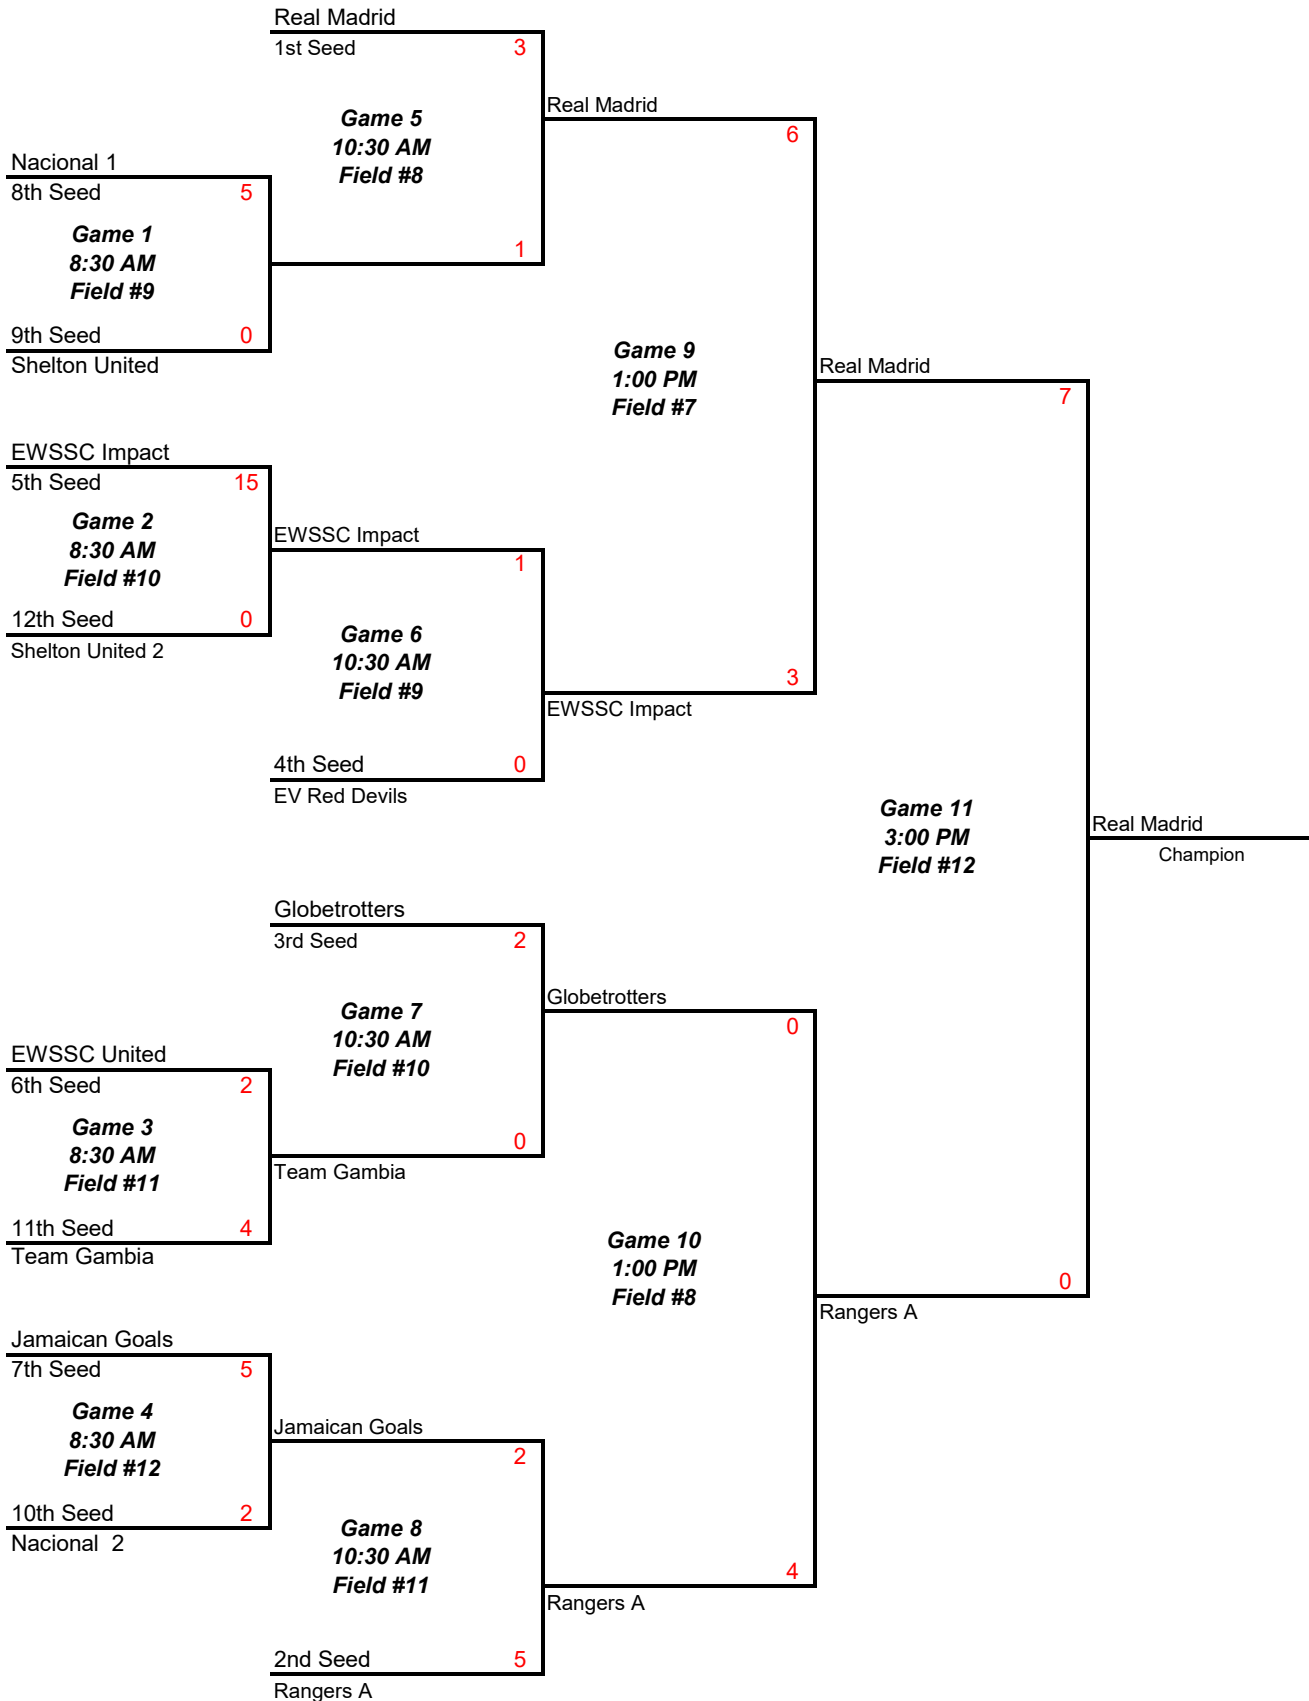 Real Madrid
1st Seed 3
Game 5
10:30 AM
Field #8
1
Real Madrid
6
Nacional 1
8th Seed 5
Game 1
8:30 AM
Field #9
9th Seed 0
Shelton United
Game 9
1:00 PM
Field #7
Real Madrid
7
EWSSC Impact
5th Seed 15
Game 2
8:30 AM
Field #10
12th Seed 0
Shelton United 2
EWSSC Impact
1
Game 6
10:30 AM
Field #9
4th Seed 0
EV Red Devils
3
EWSSC Impact
Game 11
3:00 PM
Field #12
Real Madrid
Champion
Globetrotters
3rd Seed 2
Game 7
10:30 AM
Field #10
0
Team Gambia
Globetrotters
0
EWSSC United
6th Seed 2
Game 3
8:30 AM
Field #11
11th Seed 4
Team Gambia
Game 10
1:00 PM
Field #8
0
Rangers A
Jamaican Goals
7th Seed 5
Game 4
8:30 AM
Field #12
10th Seed 2
Nacional  2
Jamaican Goals
2
Game 8
10:30 AM
Field #11
2nd Seed 5
Rangers A
4
Rangers A